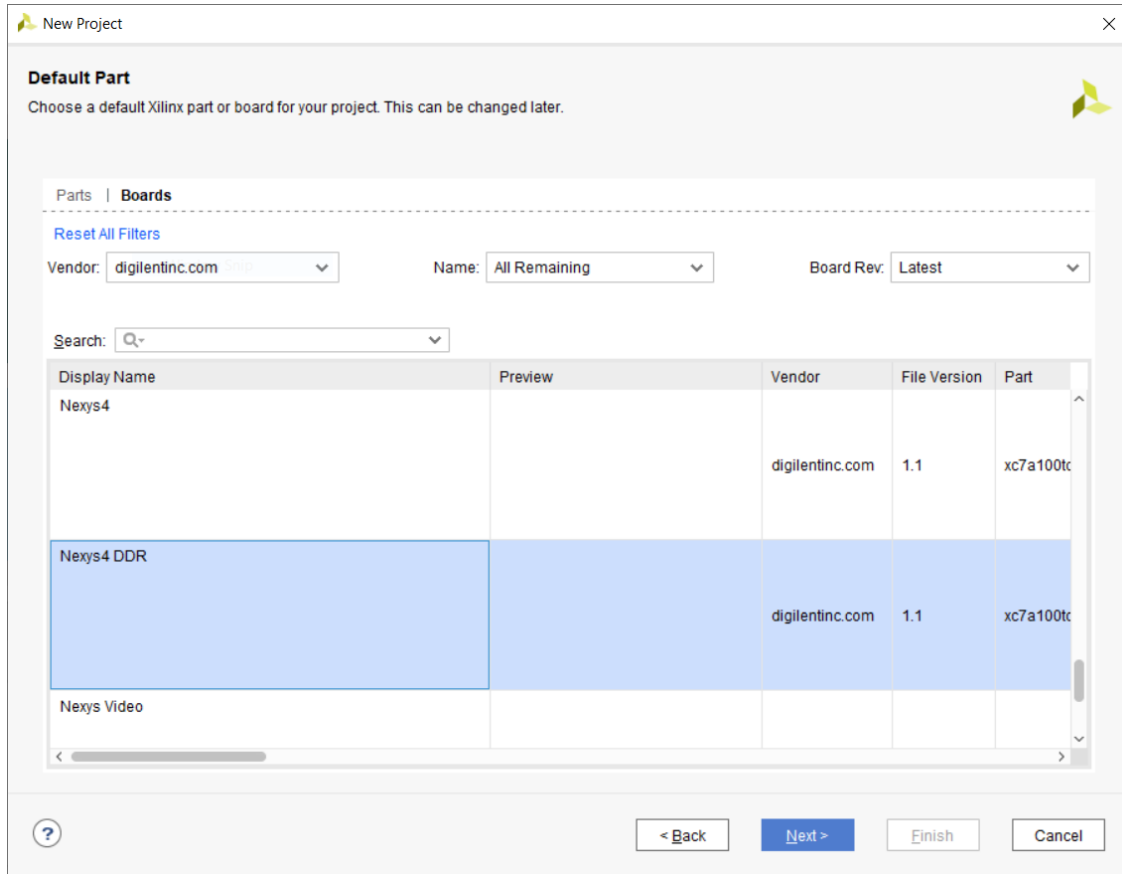 New Project
Default Part
Choose a default Xilinx part or board for your project. This can be changed later.
Parts | Boards
Reset All Filters
Vendor: digilentinc.com Name: All Remaining Board Rev: Latest
Search:
Display Name Preview Vendor File Version Part
Nexys4
digilentinc.com 1.1 xc7a100tc
Nexys4 DDR
digilentinc.com 1.1 xc7a100tc
Nexys Video
? < Back Next > Finish Cancel